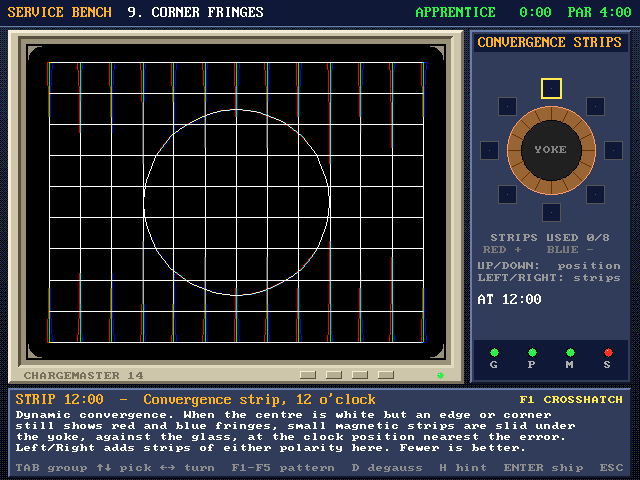 SERVICE BENCH 9. CORNER FRINGES APPRENTICE 0:00 PAR 4:00
CONVERGENCE STRIPS
YOKE
STRIPS USED 0/8
RED + BLUE -
UP/DOWN: position
LEFT/RIGHT: strips
AT 12:00
G P M S
CHARGEMASTER 14
STRIP 12:00 - Convergence strip, 12 o'clock F1 CROSSHATCH
Dynamic convergence. When the centre is white but an edge or corner
still shows red and blue fringes, small magnetic strips are slid under
the yoke, against the glass, at the clock position nearest the error.
Left/Right adds strips of either polarity here. Fewer is better.
TAB group ↑↓ pick ↔ turn F1-F5 pattern D degauss H hint ENTER ship ESC